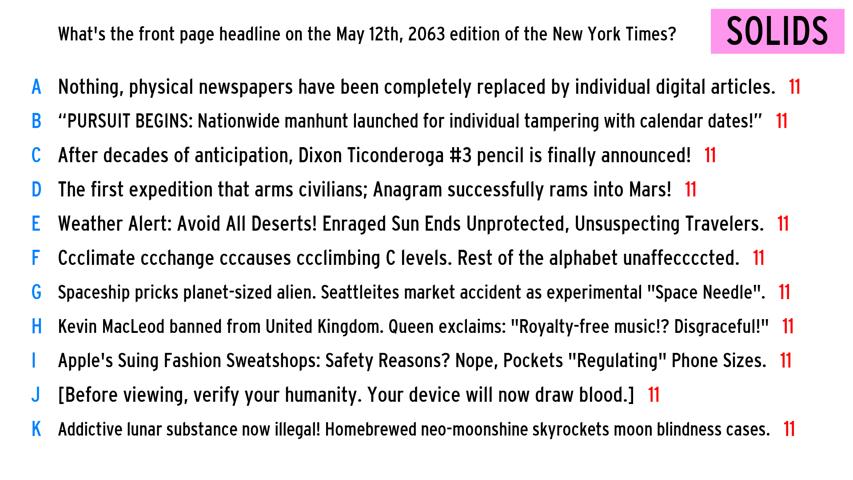 What's the front page headline on the May 12th, 2063 edition of the New York Times?
SOLIDS
A Nothing, physical newspapers have been completely replaced by individual digital articles. 11
B “PURSUIT BEGINS: Nationwide manhunt launched for individual tampering with calendar dates!” 11
C After decades of anticipation, Dixon Ticonderoga #3 pencil is finally announced! 11
D The first expedition that arms civilians; Anagram successfully rams into Mars! 11
E Weather Alert: Avoid All Deserts! Enraged Sun Ends Unprotected, Unsuspecting Travelers. 11
F Ccclimate ccchange cccauses ccclimbing C levels. Rest of the alphabet unaffecccccted. 11
G Spaceship pricks planet-sized alien. Seattleites market accident as experimental "Space Needle". 11
H Kevin MacLeod banned from United Kingdom. Queen exclaims: "Royalty-free music!? Disgraceful!" 11
I Apple's Suing Fashion Sweatshops: Safety Reasons? Nope, Pockets "Regulating" Phone Sizes. 11
J [Before viewing, verify your humanity. Your device will now draw blood.] 11
K Addictive lunar substance now illegal! Homebrewed neo-moonshine skyrockets moon blindness cases. 11